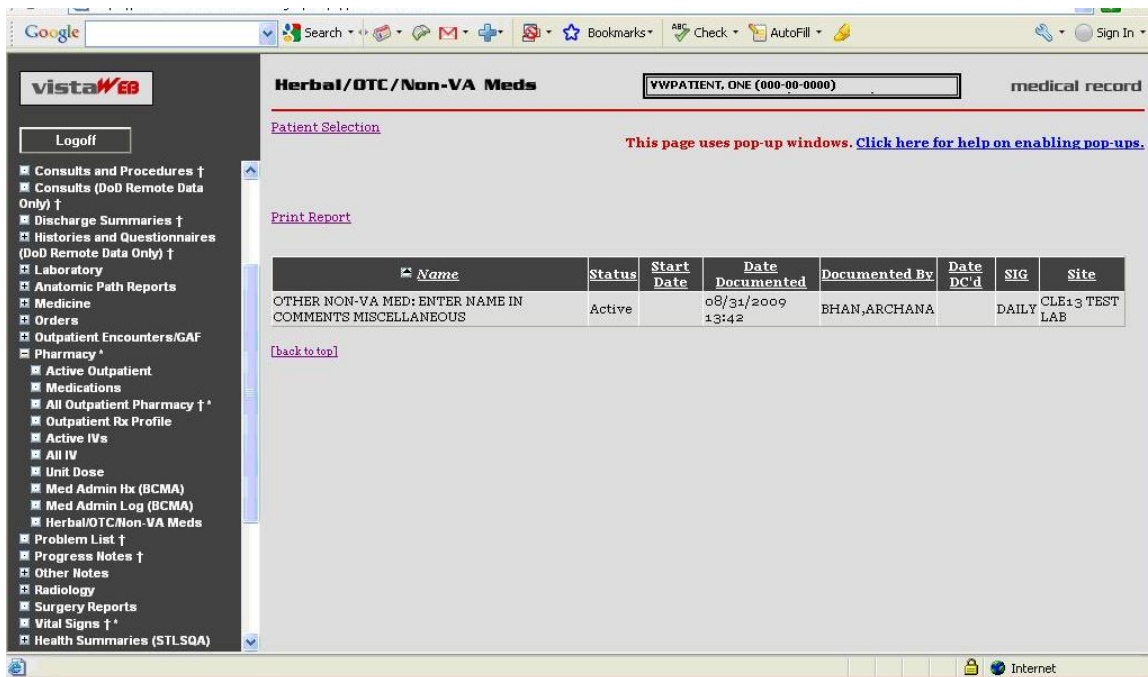 Google
Search
Bookmarks
Check
AutoFill
Sign In
vistaWEB
Logoff
Consults and Procedures †
Consults (DoD Remote Data
Only) †
Discharge Summaries †
Histories and Questionnaires
(DoD Remote Data Only) †
Laboratory
Anatomic Path Reports
Medicine
Orders
Outpatient Encounters/GAF
Pharmacy *
Active Outpatient
Medications
All Outpatient Pharmacy † *
Outpatient Rx Profile
Active IVs
All IV
Unit Dose
Med Admin Hx (BCMA)
Med Admin Log (BCMA)
Herbal/OTC/Non-VA Meds
Problem List †
Progress Notes †
Other Notes
Radiology
Surgery Reports
Vital Signs † *
Health Summaries (STLSQA)
Herbal/OTC/Non-VA Meds
VWPATIENT, ONE (000-00-0000)
medical record
Patient Selection
This page uses pop-up windows. Click here for help on enabling pop-ups.
Print Report
Name Status Start Date Date Documented Documented By Date DC'd SIG Site
OTHER NON-VA MED: ENTER NAME IN
COMMENTS MISCELLANEOUS
Active
08/31/2009
13:42
BHAN,ARCHANA
DAILY
CLE13 TEST
LAB
[back to top]
Internet